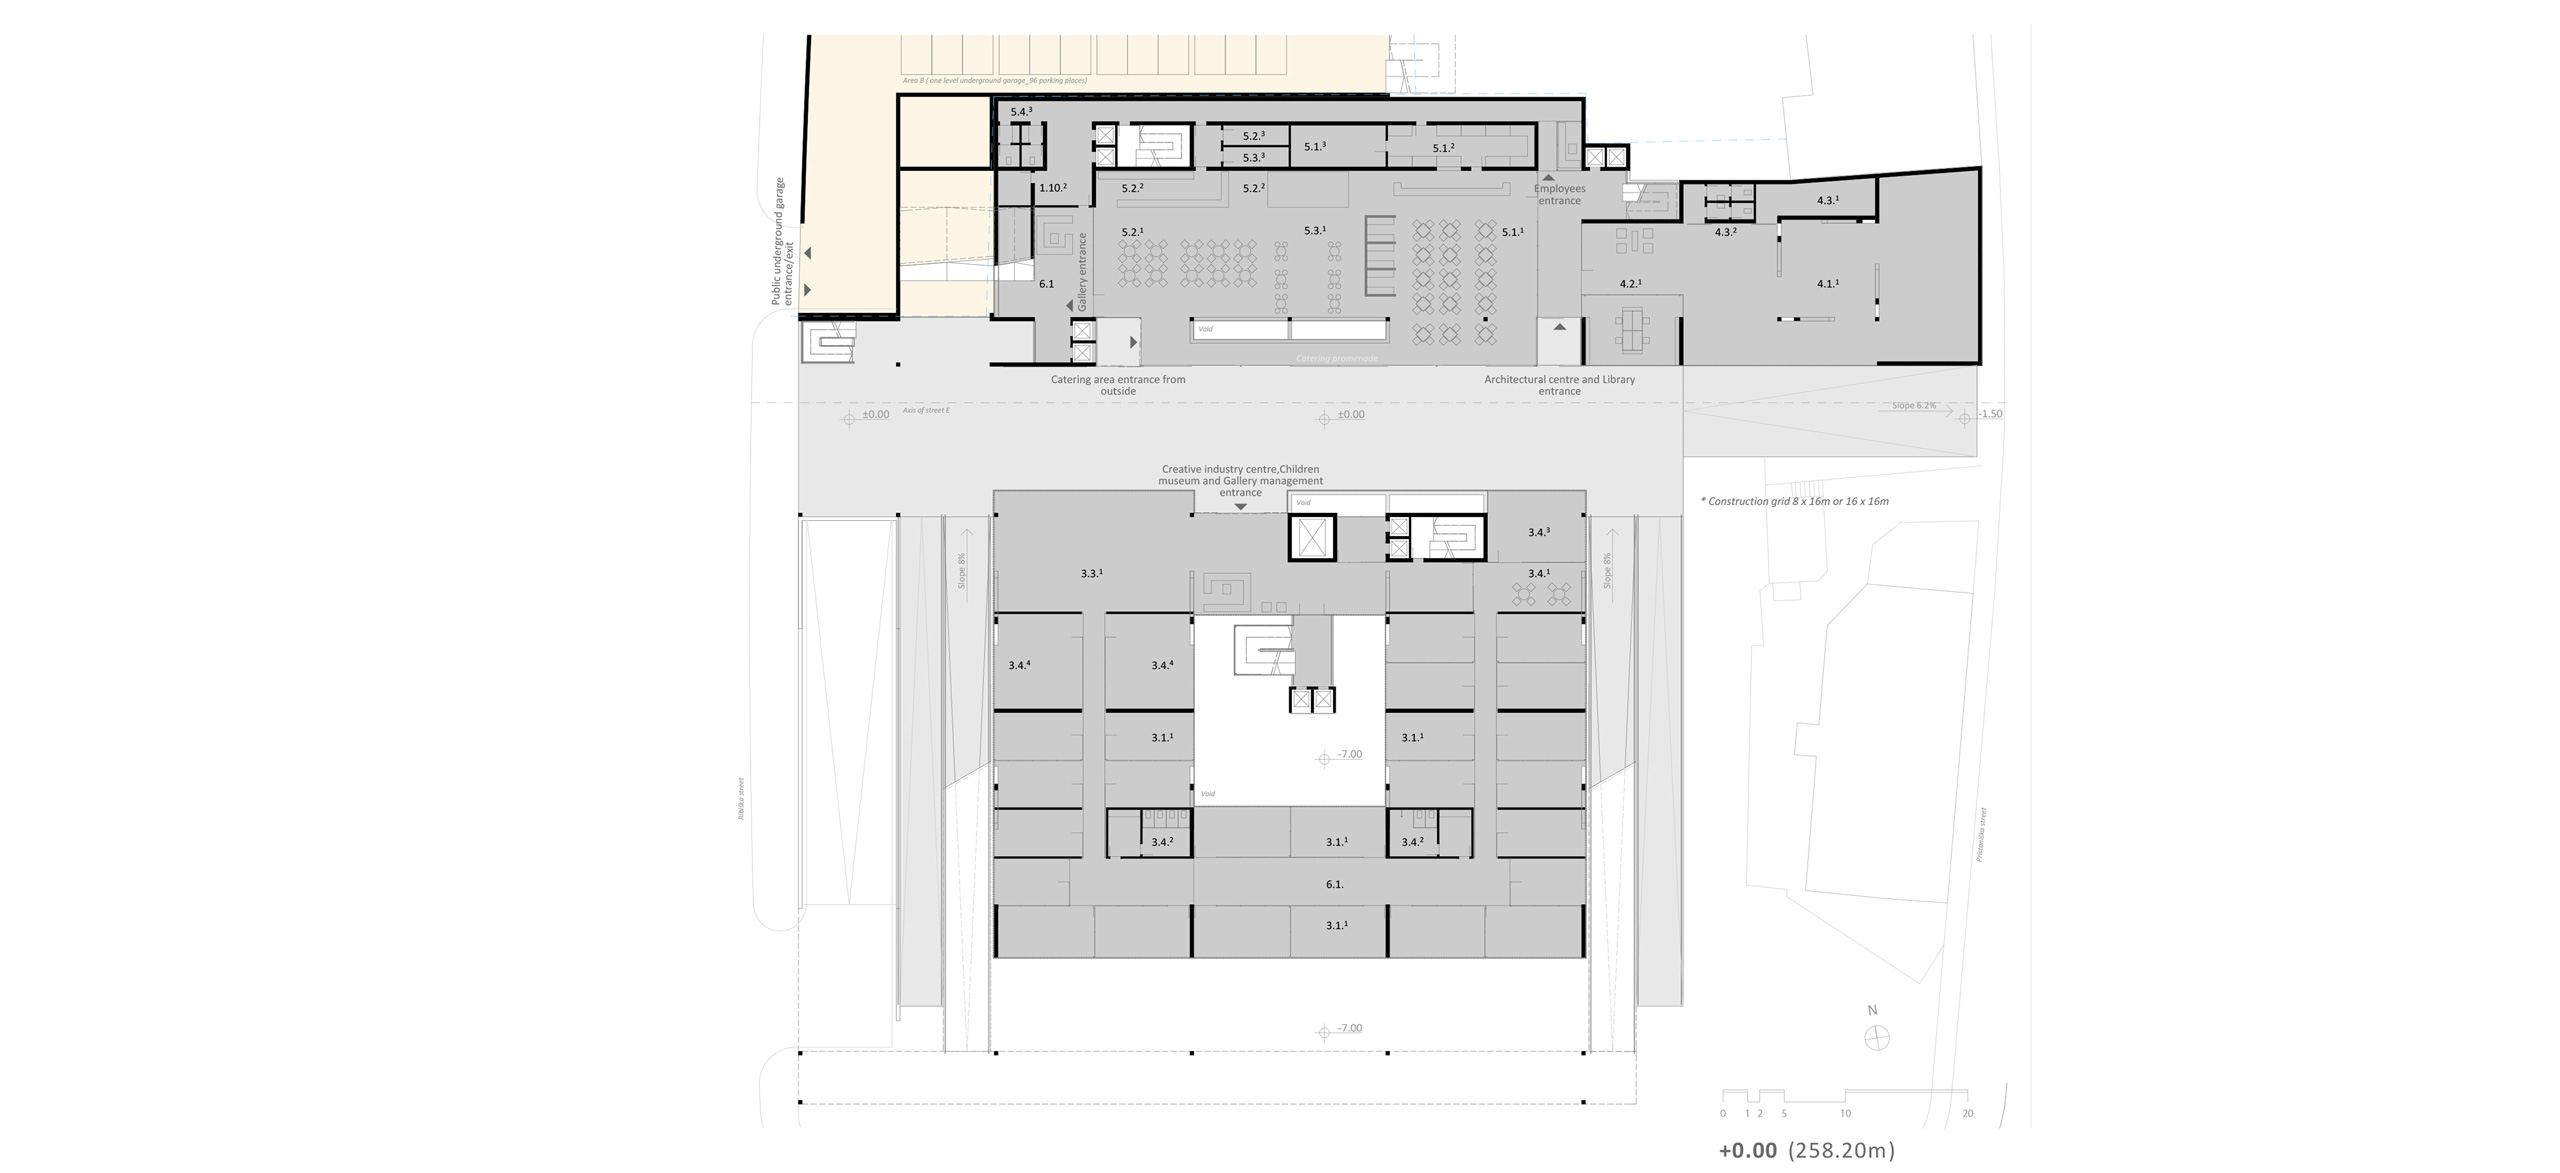 Area B ( one level underground garage_96 parking places)
5.4.³
5.2.³
5.3.³
5.1.³
5.1.²
1.10.²
5.2.²
5.2.²
Employees
entrance
4.3.¹
5.2.¹
5.3.¹
5.1.¹
4.3.²
Public underground garage
entrance/exit
Gallery entrance
6.1
4.2.¹
4.1.¹
Void
Catering promenade
Catering area entrance from
outside
Architectural centre and Library
entrance
±0.00
Axis of street E
±0.00
Slope 6.2%
-1.50
Creative industry centre,Children
museum and Gallery management
entrance
Void
* Construction grid 8 x 16m or 16 x 16m
3.4.³
Slope 8%
Slope 8%
3.3.¹
3.4.¹
3.4.⁴
3.4.⁴
3.1.¹
3.1.¹
-7.00
Void
Ribiška street
Pristaniška street
3.4.²
3.1.¹
3.4.²
6.1.
3.1.¹
N
-7.00
0 1 2 5 10 20
+0.00 (258.20m)